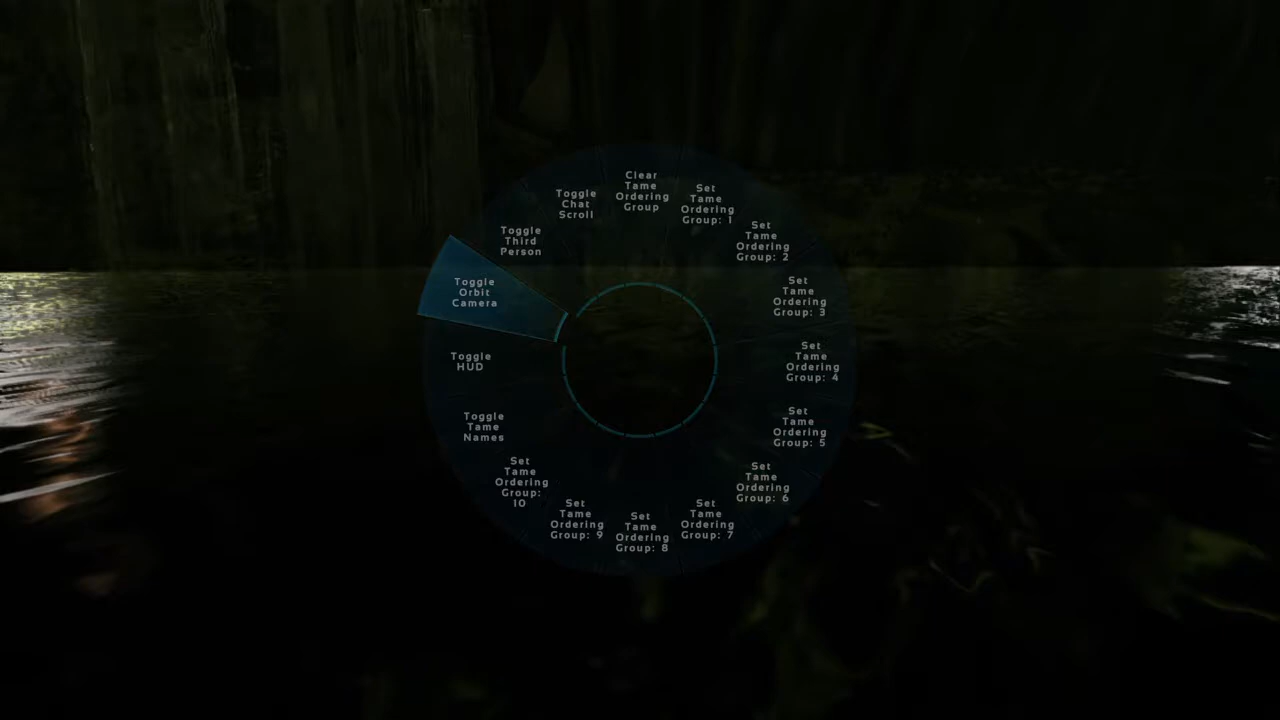 Clear
Tame
Ordering
Group
Set
Tame
Ordering
Group: 1
Set
Tame
Ordering
Group: 2
Set
Tame
Ordering
Group: 3
Set
Tame
Ordering
Group: 4
Set
Tame
Ordering
Group: 5
Set
Tame
Ordering
Group: 6
Set
Tame
Ordering
Group: 7
Set
Tame
Ordering
Group: 8
Set
Tame
Ordering
Group: 9
Set
Tame
Ordering
Group:
10
Toggle
Tame
Names
Toggle
HUD
Toggle
Orbit
Camera
Toggle
Third
Person
Toggle
Chat
Scroll